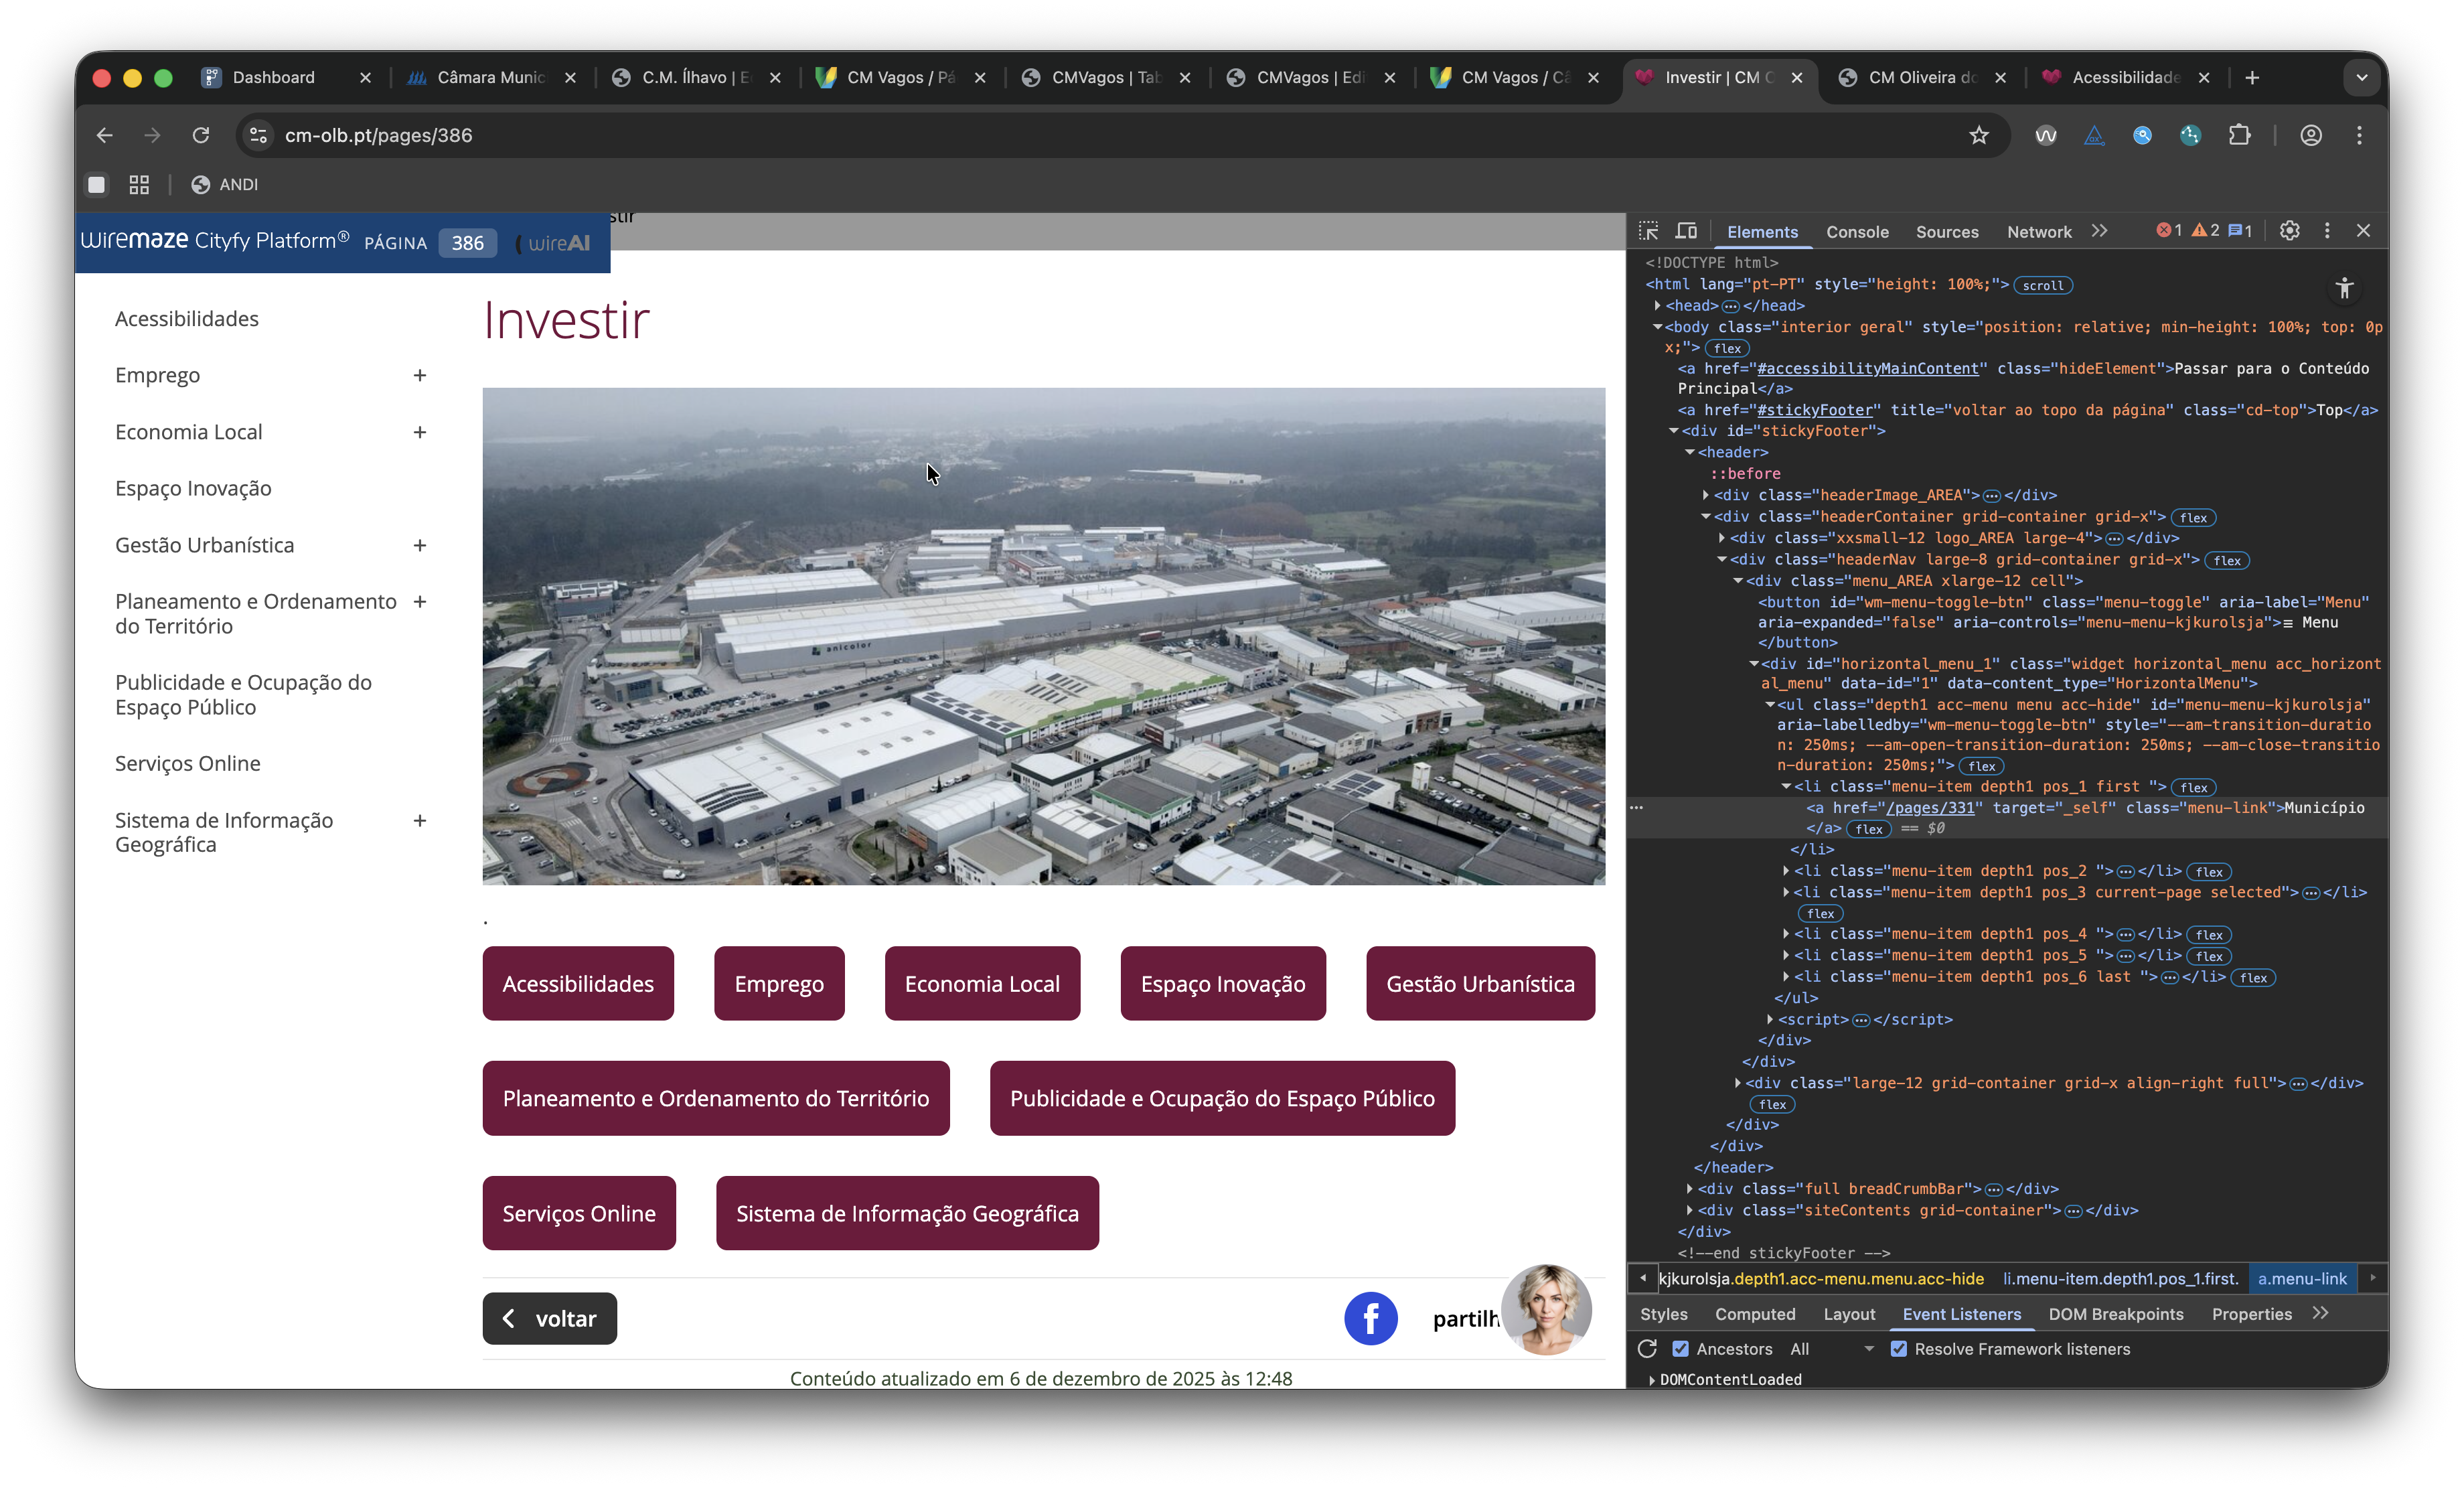 Dashboard
Câmara Munic
C.M. Ílhavo | E
CM Vagos / Pá
CMVagos | Tab
CMVagos | Edi
CM Vagos / Câ
Investir | CM O
CM Oliveira do
Acessibilidade
cm-olb.pt/pages/386
ANDI
Wiremaze Cityfy Platform® PÁGINA 386 ( wireAI
stir
Acessibilidades
Emprego +
Economia Local +
Espaço Inovação
Gestão Urbanística +
Planeamento e Ordenamento +
do Território
Publicidade e Ocupação do
Espaço Público
Serviços Online
Sistema de Informação +
Geográfica
Investir
anicolor
.
Acessibilidades
Emprego
Economia Local
Espaço Inovação
Gestão Urbanística
Planeamento e Ordenamento do Território
Publicidade e Ocupação do Espaço Público
Serviços Online
Sistema de Informação Geográfica
voltar
f
partilh
Conteúdo atualizado em 6 de dezembro de 2025 às 12:48
Elements Console Sources Network 1 2 1
<!DOCTYPE html>
<html lang="pt-PT" style="height: 100%;"> scroll
<head> ··· </head>
<body class="interior geral" style="position: relative; min-height: 100%; top: 0p
x;"> flex
<a href="#accessibilityMainContent" class="hideElement">Passar para o Conteúdo
Principal</a>
<a href="#stickyFooter" title="voltar ao topo da página" class="cd-top">Top</a>
<div id="stickyFooter">
<header>
::before
<div class="headerImage_AREA"> ··· </div>
<div class="headerContainer grid-container grid-x"> flex
<div class="xxsmall-12 logo_AREA large-4"> ··· </div>
<div class="headerNav large-8 grid-container grid-x"> flex
<div class="menu_AREA xlarge-12 cell">
<button id="wm-menu-toggle-btn" class="menu-toggle" aria-label="Menu"
aria-expanded="false" aria-controls="menu-menu-kjkurolsja">≡ Menu
</button>
<div id="horizontal_menu_1" class="widget horizontal_menu acc_horizont
al_menu" data-id="1" data-content_type="HorizontalMenu">
<ul class="depth1 acc-menu menu acc-hide" id="menu-menu-kjkurolsja"
aria-labelledby="wm-menu-toggle-btn" style="--am-transition-duratio
n: 250ms; --am-open-transition-duration: 250ms; --am-close-transitio
n-duration: 250ms;"> flex
<li class="menu-item depth1 pos_1 first "> flex
··· <a href="/pages/331" target="_self" class="menu-link">Município
</a> flex == $0
</li>
<li class="menu-item depth1 pos_2 "> ··· </li> flex
<li class="menu-item depth1 pos_3 current-page selected"> ··· </li>
flex
<li class="menu-item depth1 pos_4 "> ··· </li> flex
<li class="menu-item depth1 pos_5 "> ··· </li> flex
<li class="menu-item depth1 pos_6 last "> ··· </li> flex
</ul>
<script> ··· </script>
</div>
</div>
<div class="large-12 grid-container grid-x align-right full"> ··· </div>
flex
</div>
</div>
</header>
<div class="full breadCrumbBar"> ··· </div>
<div class="siteContents grid-container"> ··· </div>
</div>
<!--end stickyFooter -->
kjkurolsja.depth1.acc-menu.menu.acc-hide li.menu-item.depth1.pos_1.first. a.menu-link
Styles Computed Layout Event Listeners DOM Breakpoints Properties
Ancestors All Resolve Framework listeners
DOMContentLoaded